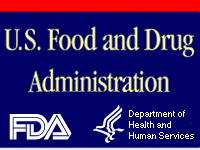 U.S. Food and Drug
Administration
FDA
Department of
Health and
Human Services